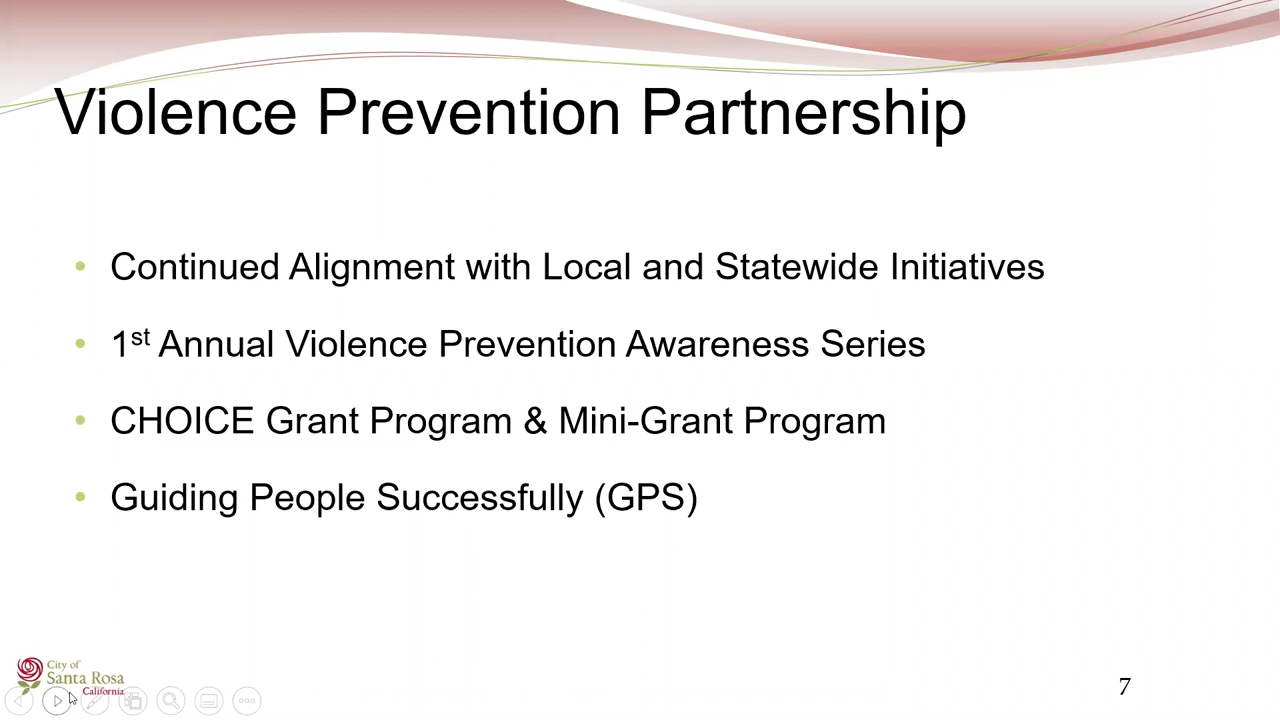 Violence Prevention Partnership
• Continued Alignment with Local and Statewide Initiatives
• 1st Annual Violence Prevention Awareness Series
• CHOICE Grant Program & Mini-Grant Program
• Guiding People Successfully (GPS)
City of
Santa Rosa
California
7